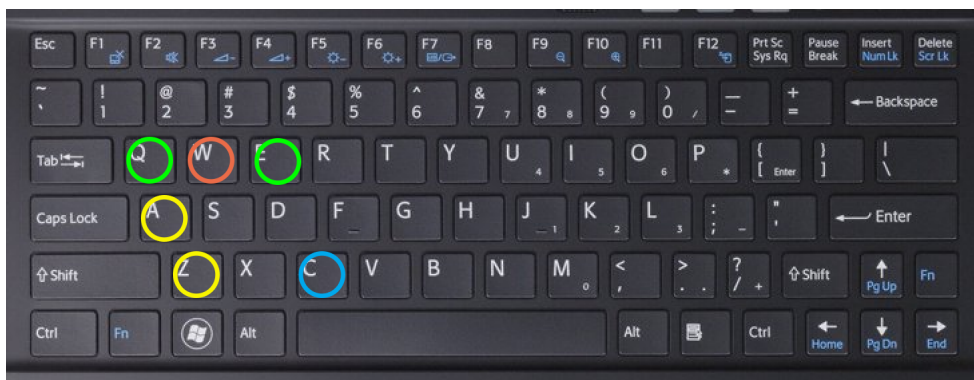 Esc F1 F2 F3 F4 F5 F6 F7 F8 F9 F10 F11 F12 Prt Sc Pause Insert Delete
Sys Rq Break Num Lk Scr Lk
~ ! @ # $ % ^ & * ( ) — +
` 1 2 3 4 5 6 7 7 8 8 9 9 0 / – = Backspace
Tab Q W E R T Y U 4 I 5 O 6 P * { [ Enter } ] | \
Caps Lock A S D F G H J 1 K 2 L 3 : ; - " ' Enter
Shift Z X C V B N M 0 < , > . . ? / + Shift Pg Up Fn
Ctrl Fn Alt Alt Ctrl Home Pg Dn End